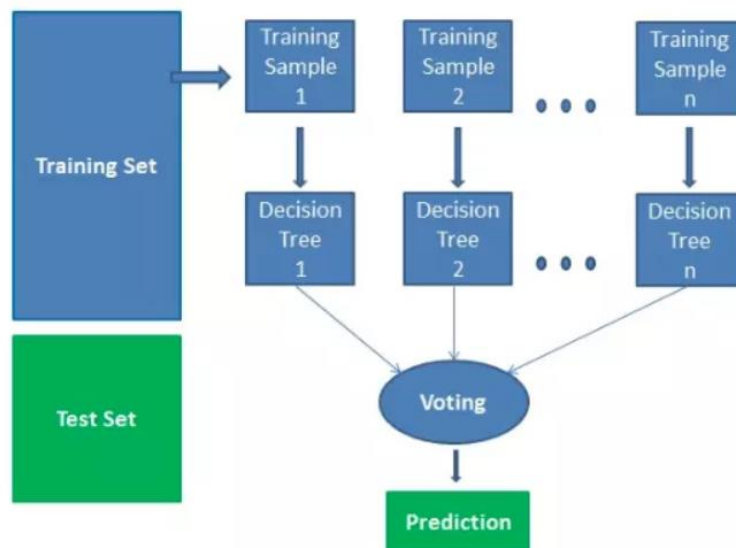 Training
Sample
1
Training
Sample
2
Training
Sample
n
Training Set
Decision
Tree
1
Decision
Tree
2
Decision
Tree
n
Test Set
Voting
Prediction